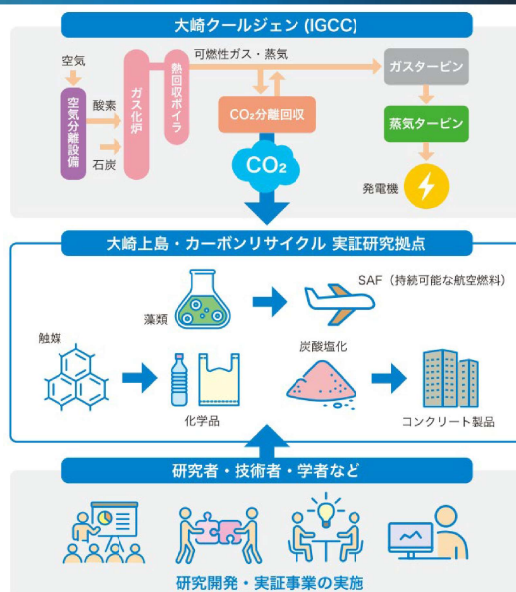 大崎クールジェン (IGCC)
空気
空気分離設備
酸素
石炭
ガス化炉
熱回収ボイラ
可燃性ガス・蒸気
CO₂分離回収
CO₂
ガスタービン
蒸気タービン
発電機
大崎上島・カーボンリサイクル 実証研究拠点
藻類
SAF（持続可能な航空燃料）
触媒
化学品
炭酸塩化
コンクリート製品
研究者・技術者・学者など
研究開発・実証事業の実施